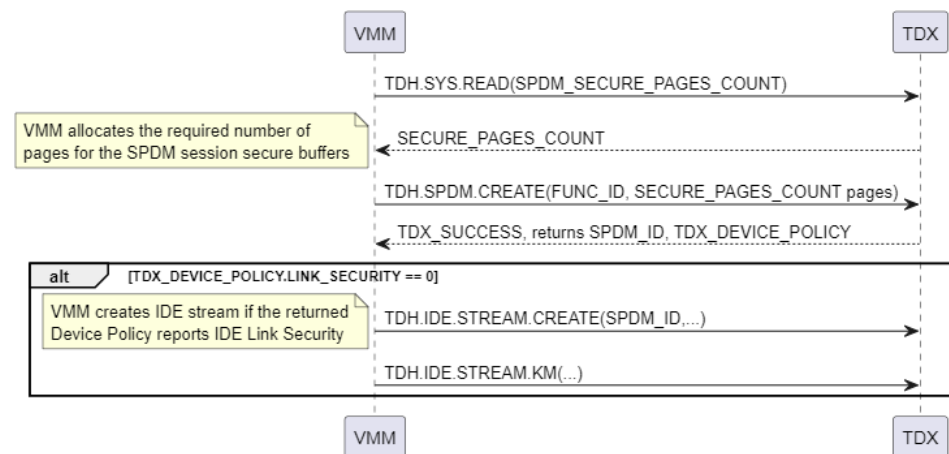 VMM
TDX
TDH.SYS.READ(SPDM_SECURE_PAGES_COUNT)
VMM allocates the required number of
pages for the SPDM session secure buffers
SECURE_PAGES_COUNT
TDH.SPDM.CREATE(FUNC_ID, SECURE_PAGES_COUNT pages)
TDX_SUCCESS, returns SPDM_ID, TDX_DEVICE_POLICY
alt
[TDX_DEVICE_POLICY.LINK_SECURITY == 0]
VMM creates IDE stream if the returned
Device Policy reports IDE Link Security
TDH.IDE.STREAM.CREATE(SPDM_ID,...)
TDH.IDE.STREAM.KM(...)
VMM
TDX